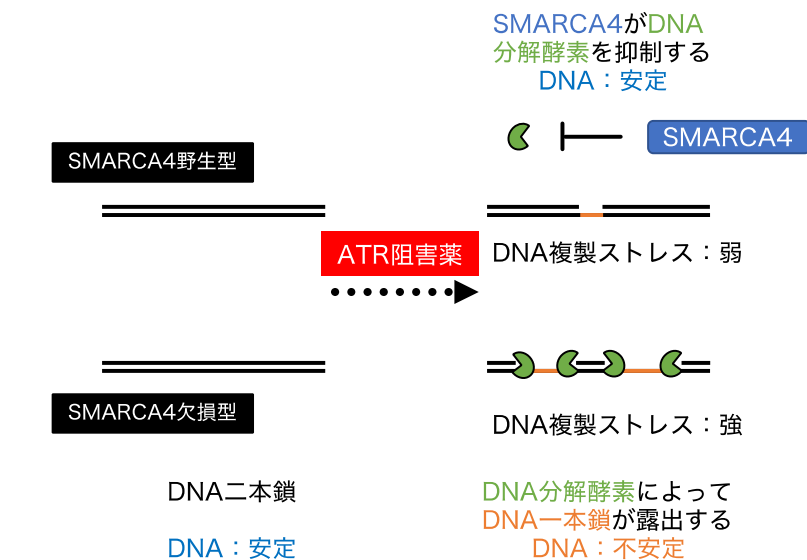 SMARCA4がDNA
分解酵素を抑制する
DNA：安定
SMARCA4
SMARCA4野生型
ATR阻害薬
DNA複製ストレス：弱
SMARCA4欠損型
DNA複製ストレス：強
DNA二本鎖
DNA：安定
DNA分解酵素によって
DNA一本鎖が露出する
DNA：不安定